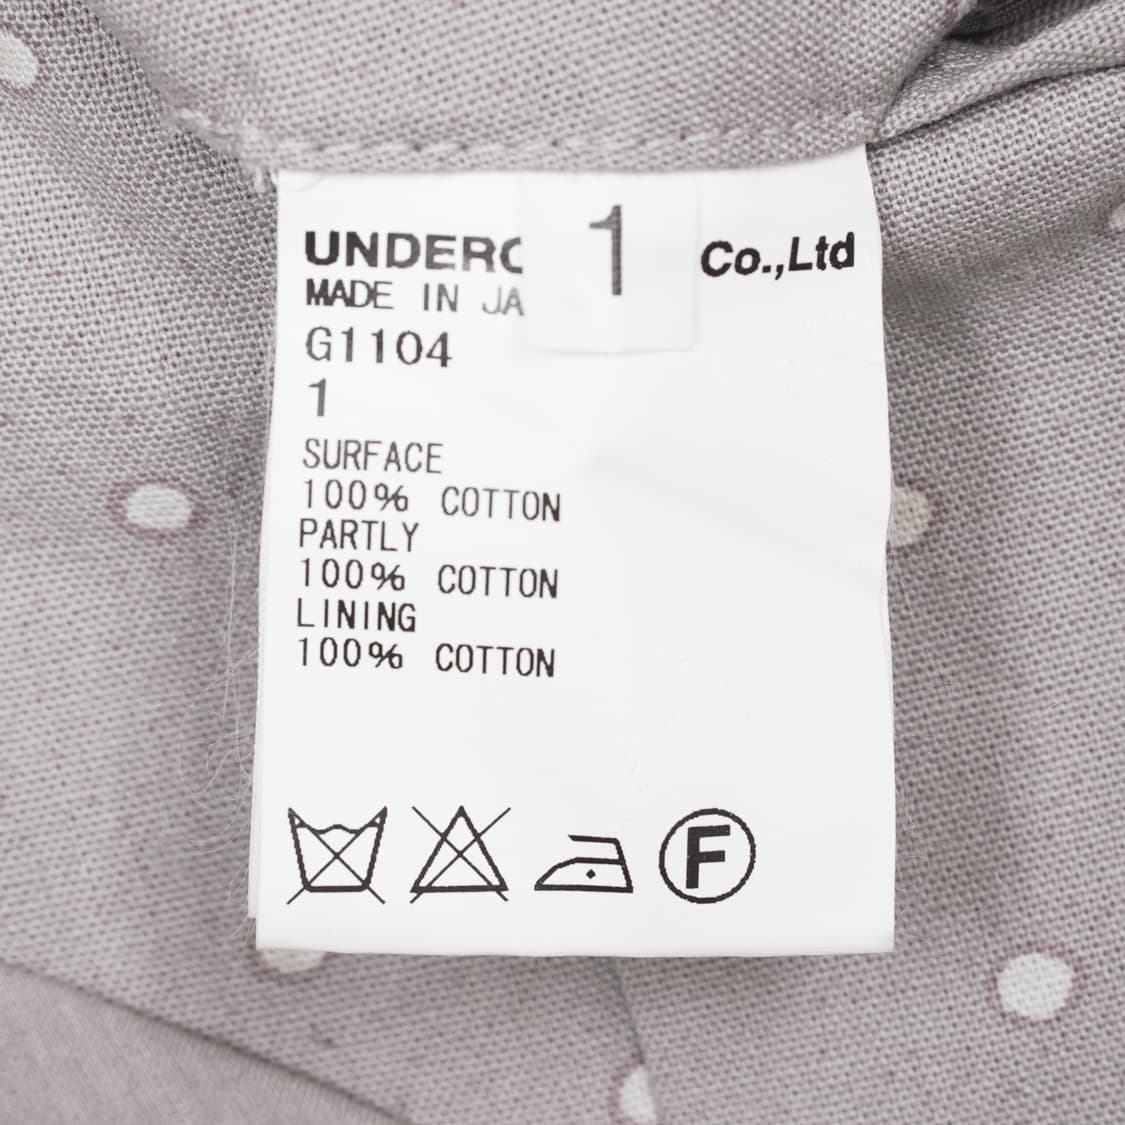 UNDERC 1 Co.,Ltd
MADE IN JA
G1104
1
SURFACE
100% COTTON
PARTLY
100% COTTON
LINING
100% COTTON
F